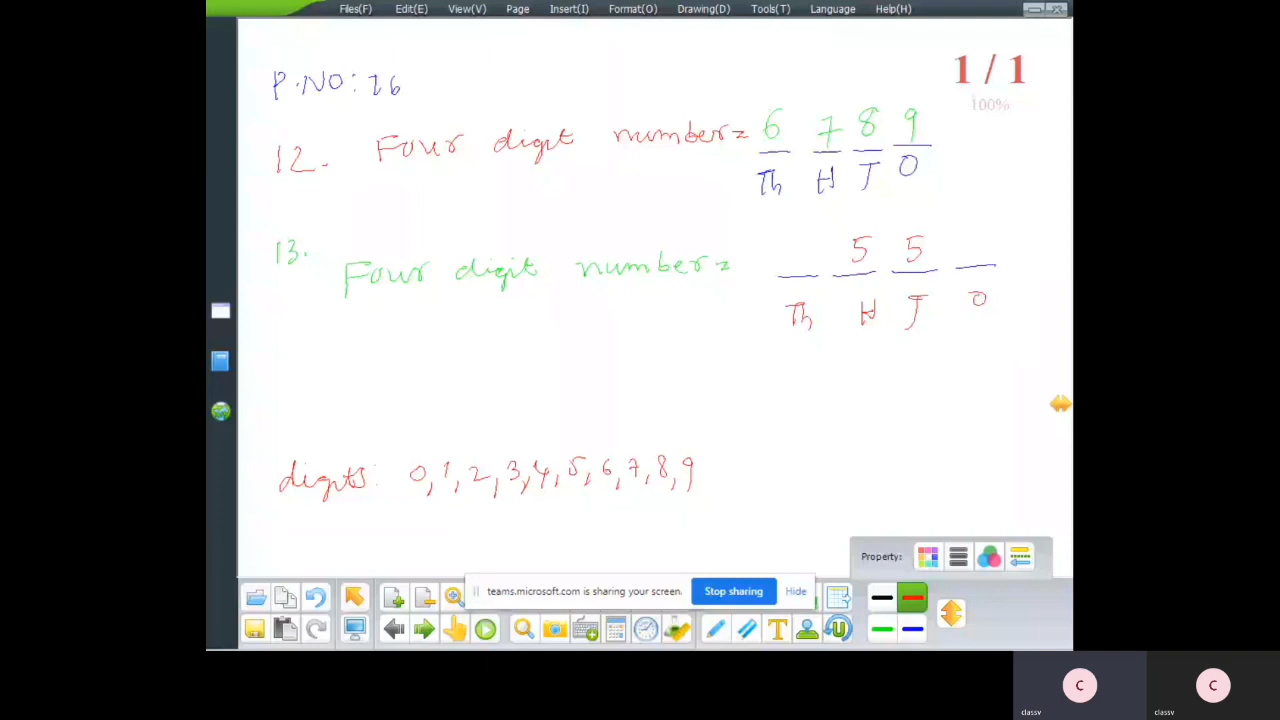 Files(F) Edit(E) View(V) Page Insert(I) Format(O) Drawing(D) Tools(T) Language Help(H)
1 / 1
100%
P.NO: 26
12. Four digit number= 6 7 8 9
Th H T O
13. Four digit number= 5 5
Th H T O
digits: 0,1,2,3,4,5,6,7,8,9
Property:
teams.microsoft.com is sharing your screen. Stop sharing Hide
C C
classv classv